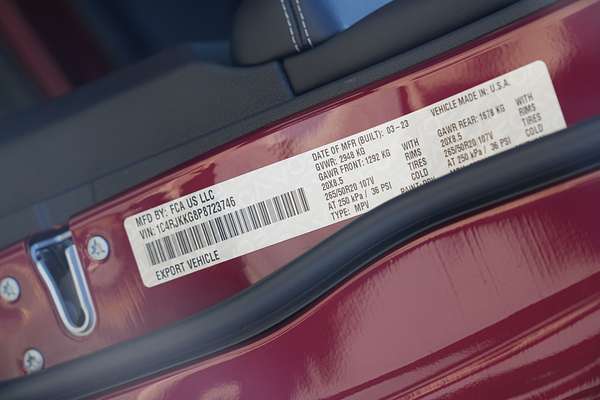 MFD BY: FCA US LLC
VIN: 1C4RJKKG8P8723746
EXPORT VEHICLE
DATE OF MFR (BUILT): 03-23
GVWR: 2948 KG
GAWR FRONT: 1292 KG WITH
20X8.5 RIMS
265/50R20 107V TIRES
AT 250 kPa / 36 PSI COLD
TYPE: MPV
VEHICLE MADE IN: U.S.A.
GAWR REAR: 1678 KG WITH
20X8.5 RIMS
265/50R20 107V TIRES
AT 250 kPa / 36 PSI COLD